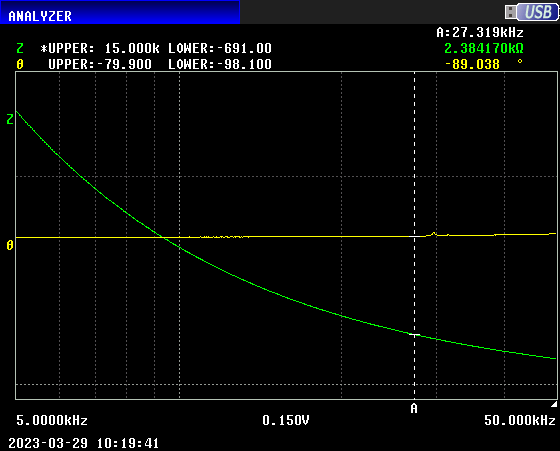 ANALYZER
USB
A:27.319kHz
Z *UPPER: 15.000k LOWER:-691.00 2.384170kΩ
θ UPPER:-79.900 LOWER:-98.100 -89.038 °
Z
θ
A
5.0000kHz 0.150V 50.000kHz
2023-03-29 10:19:41